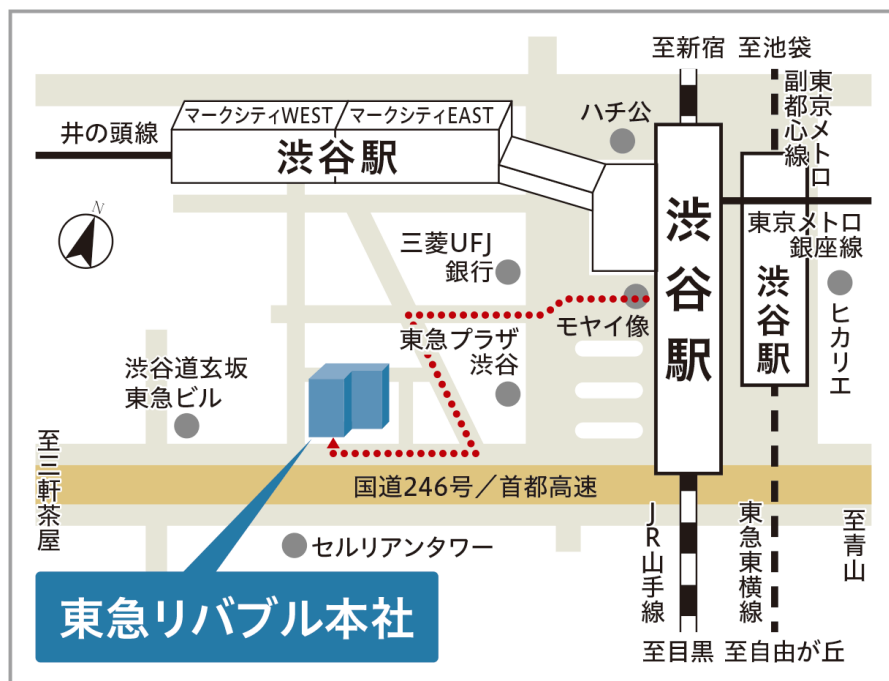 至新宿
至池袋
東京メトロ
副都心線
マークシティWEST
マークシティEAST
ハチ公
井の頭線
渋谷駅
N
渋谷駅
東京メトロ
銀座線
三菱UFJ
銀行
渋谷駅
ヒカリエ
モヤイ像
東急プラザ
渋谷
渋谷道玄坂
東急ビル
至三軒茶屋
国道246号／首都高速
JR山手線
東急東横線
至青山
セルリアンタワー
東急リバブル本社
至目黒
至自由が丘